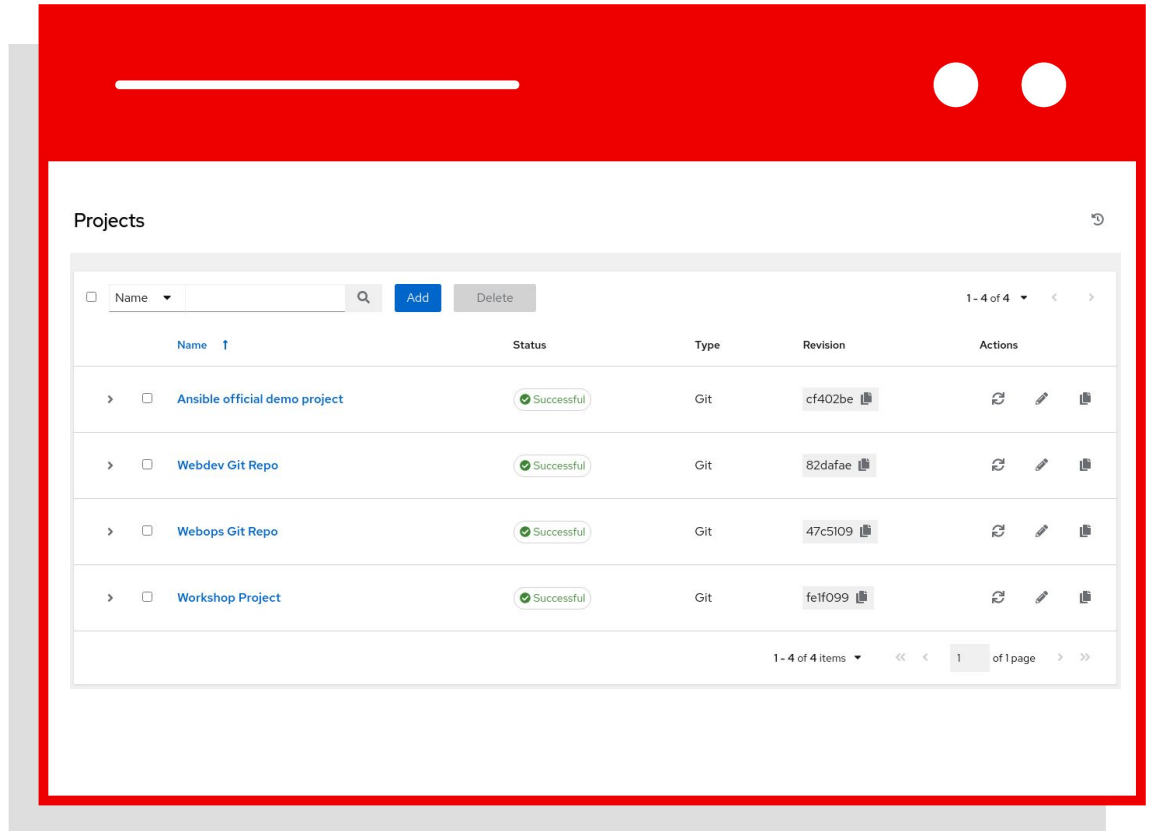 Projects
Name Add Delete 1 - 4 of 4
Name Status Type Revision Actions
Ansible official demo project Successful Git cf402be
Webdev Git Repo Successful Git 82dafae
Webops Git Repo Successful Git 47c5109
Workshop Project Successful Git fe1f099
1 - 4 of 4 items 1 of 1 page